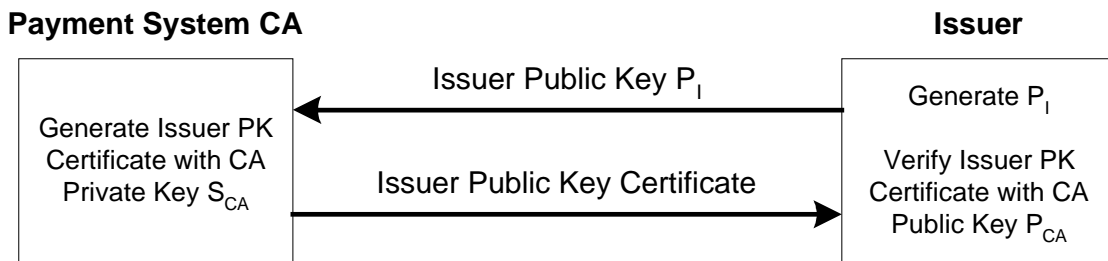 Payment System CA
Issuer
Issuer Public Key P_I
Generate P_I
Generate Issuer PK
Certificate with CA
Private Key S_CA
Issuer Public Key Certificate
Verify Issuer PK
Certificate with CA
Public Key P_CA